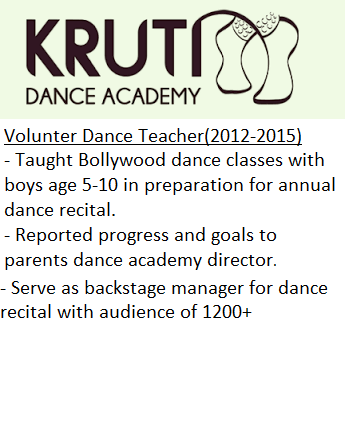 KRUTI
DANCE ACADEMY
Volunter Dance Teacher(2012-2015)
- Taught Bollywood dance classes with
boys age 5-10 in preparation for annual
dance recital.
- Reported progress and goals to
parents dance academy director.
- Serve as backstage manager for dance
recital with audience of 1200+